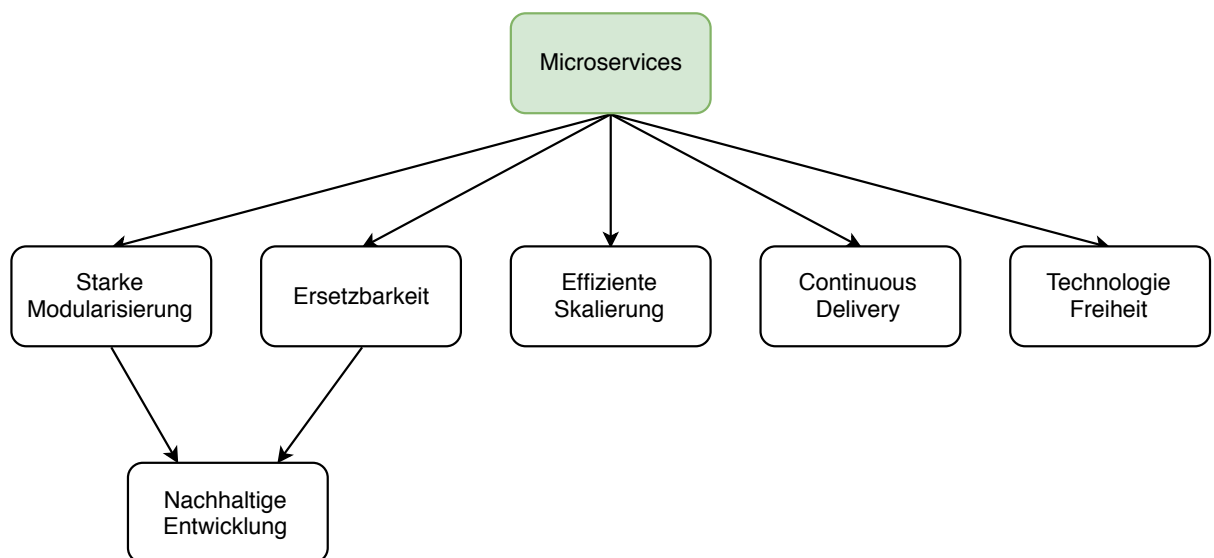 Microservices
Starke
Modularisierung
Ersetzbarkeit
Effiziente
Skalierung
Continuous
Delivery
Technologie
Freiheit
Nachhaltige
Entwicklung